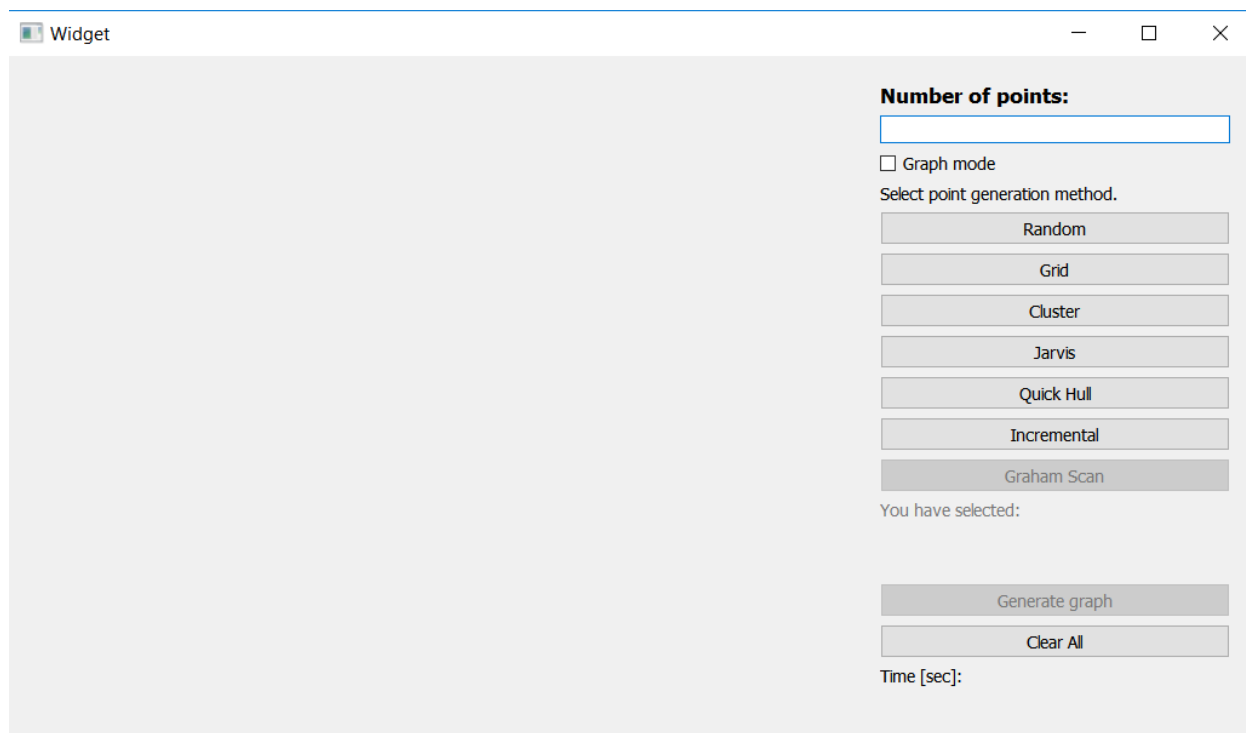 Widget
Number of points:
Graph mode
Select point generation method.
Random
Grid
Cluster
Jarvis
Quick Hull
Incremental
Graham Scan
You have selected:
Generate graph
Clear All
Time [sec]: